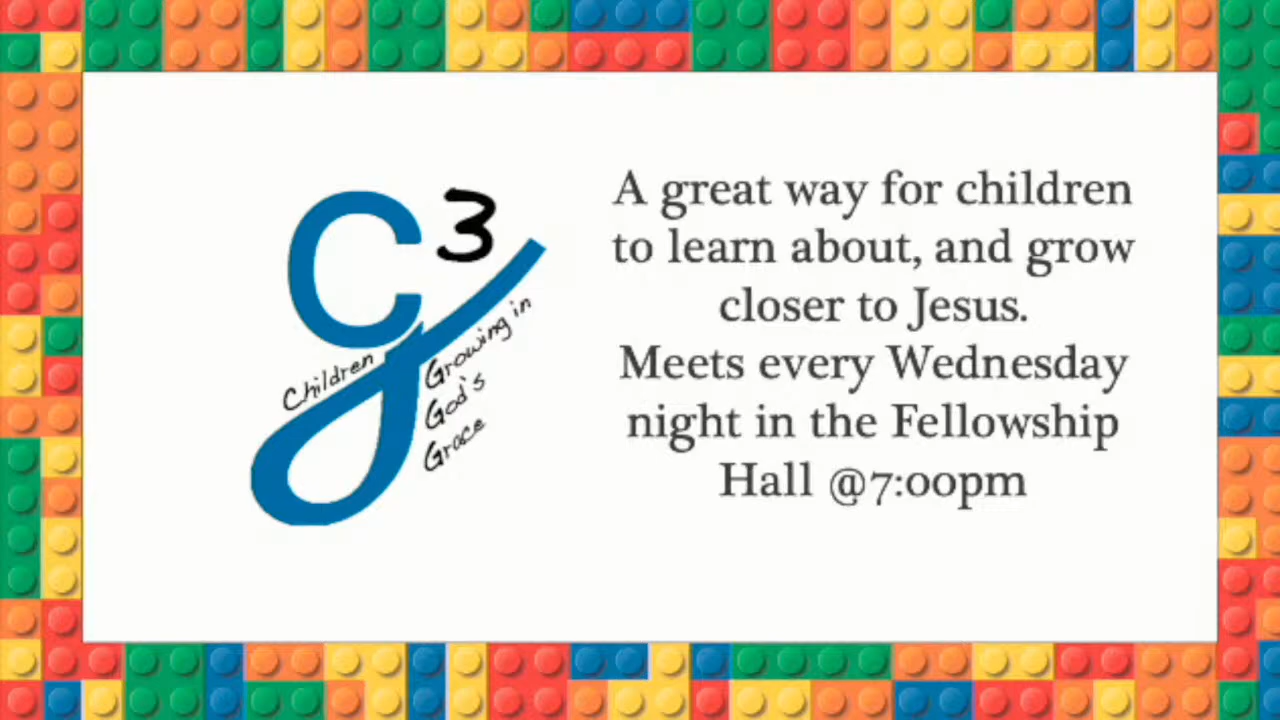 C 3
g
Children
Growing in
God's
Grace
A great way for children
to learn about, and grow
closer to Jesus.
Meets every Wednesday
night in the Fellowship
Hall @7:00pm